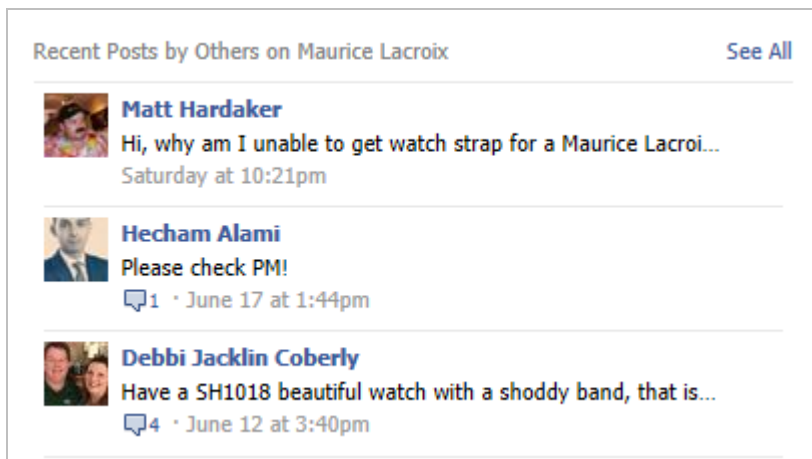 Recent Posts by Others on Maurice Lacroix See All
Matt Hardaker
Hi, why am I unable to get watch strap for a Maurice Lacroi...
Saturday at 10:21pm
Hecham Alami
Please check PM!
1 · June 17 at 1:44pm
Debbi Jacklin Coberly
Have a SH1018 beautiful watch with a shoddy band, that is...
4 · June 12 at 3:40pm